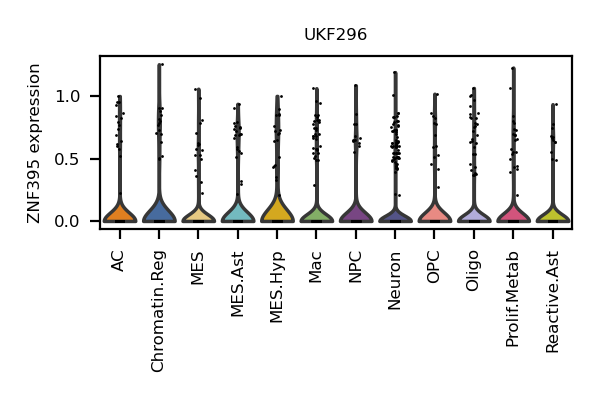 UKF296
ZNF395 expression
1.0
0.5
0.0
AC
Chromatin.Reg
MES
MES.Ast
MES.Hyp
Mac
NPC
Neuron
OPC
Oligo
Prolif.Metab
Reactive.Ast